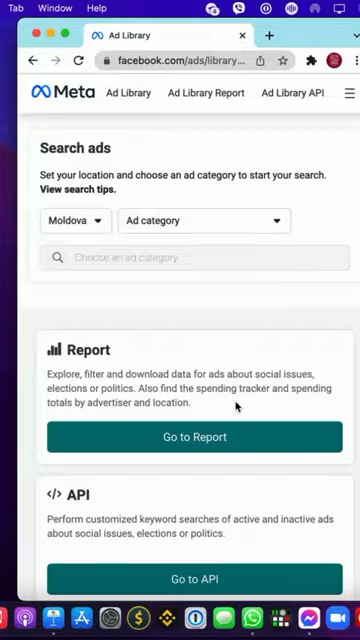 Tab Window Help
Ad Library
facebook.com/ads/library...
Meta Ad Library Ad Library Report Ad Library API
Search ads
Set your location and choose an ad category to start your search.
View search tips.
Moldova Ad category
Choose an ad category
Report
Explore, filter and download data for ads about social issues,
elections or politics. Also find the spending tracker and spending
totals by advertiser and location.
Go to Report
</> API
Perform customized keyword searches of active and inactive ads
about social issues, elections or politics.
Go to API